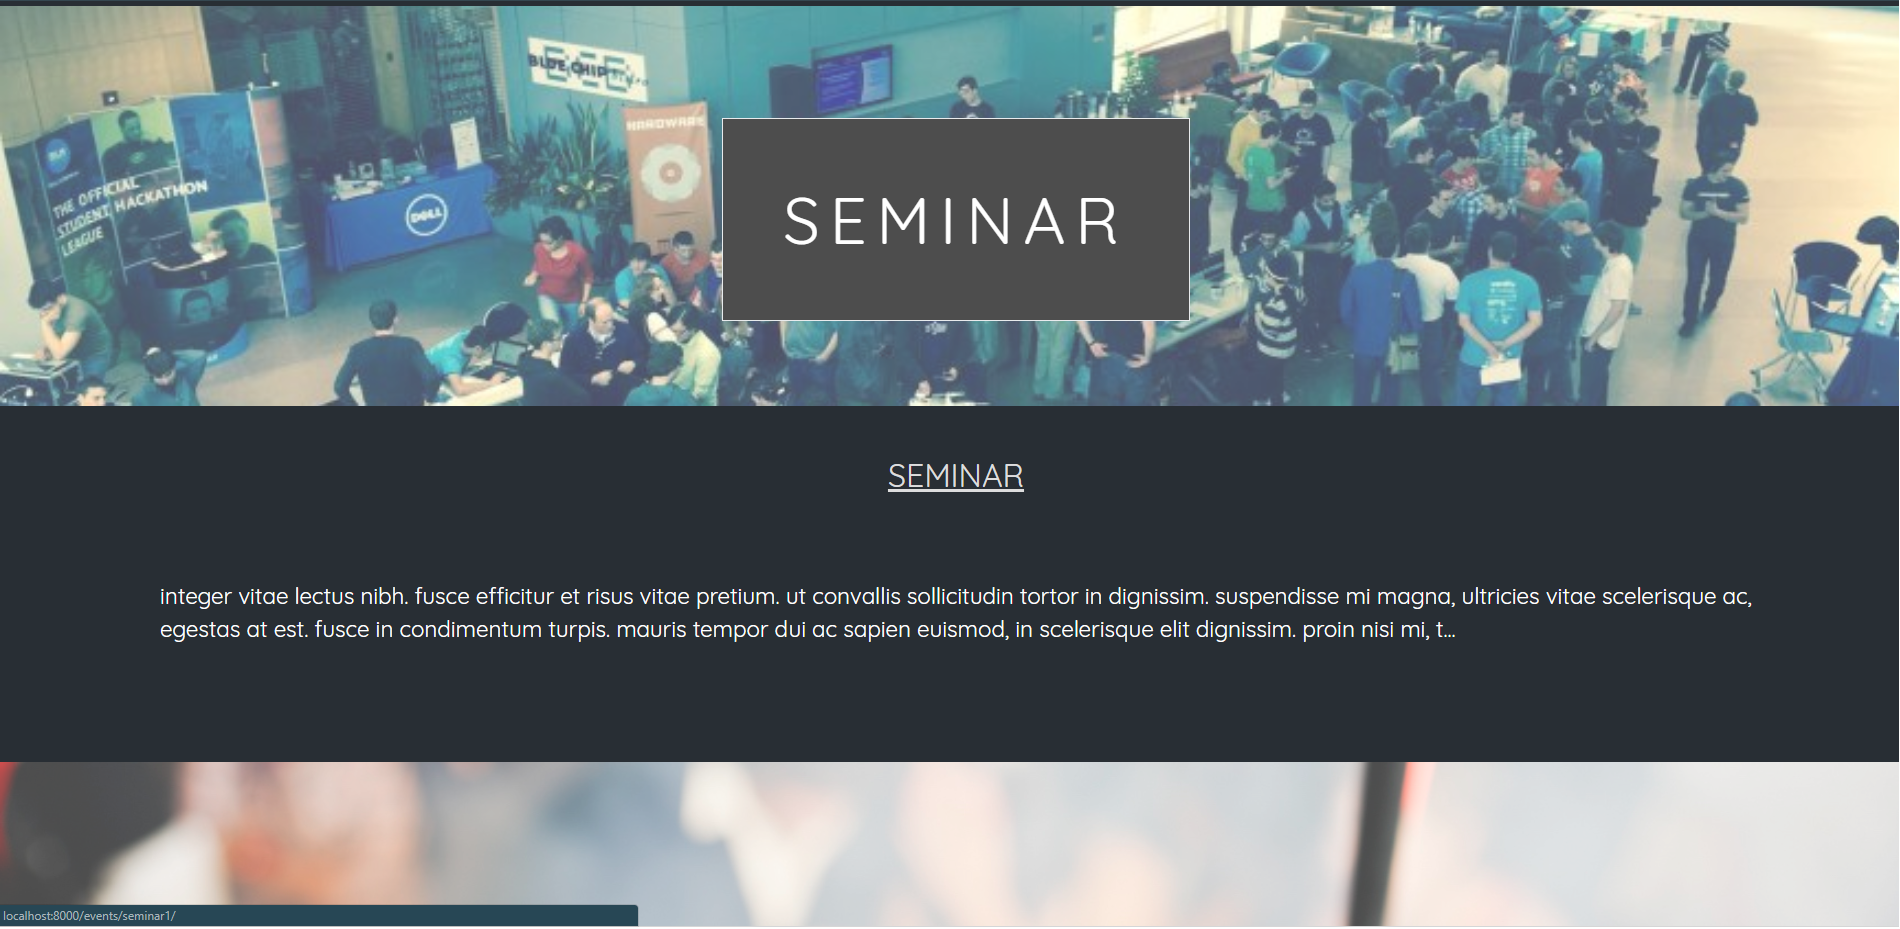 BLUE CHIP
HARDWARE
THE OFFICIAL
STUDENT HACKATHON
LEAGUE
DELL
SEMINAR
SEMINAR
integer vitae lectus nibh. fusce efficitur et risus vitae pretium. ut convallis sollicitudin tortor in dignissim. suspendisse mi magna, ultricies vitae scelerisque ac,
egestas at est. fusce in condimentum turpis. mauris tempor dui ac sapien euismod, in scelerisque elit dignissim. proin nisi mi, t...
localhost:8000/events/seminar1/